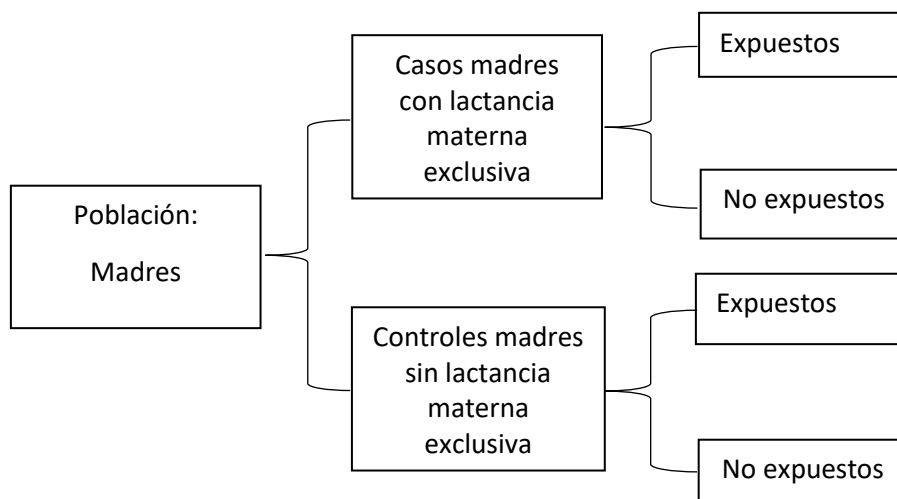 Población:
Madres
Casos madres
con lactancia
materna
exclusiva
Expuestos
No expuestos
Controles madres
sin lactancia
materna
exclusiva
Expuestos
No expuestos